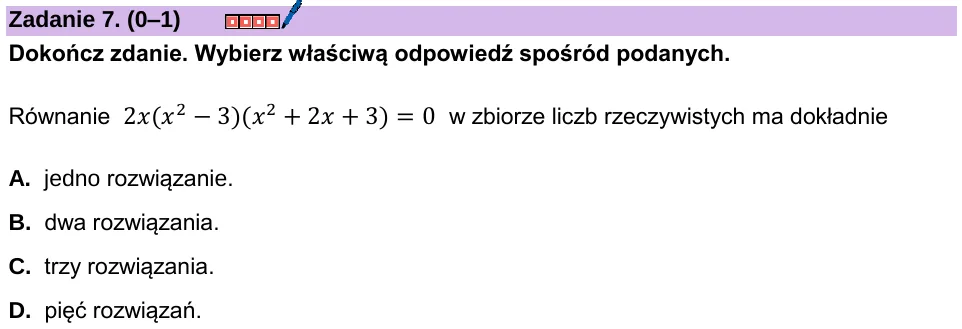 Zadanie 7. (0–1)
Dokończ zdanie. Wybierz właściwą odpowiedź spośród podanych.
Równanie 2x(x² − 3)(x² + 2x + 3) = 0 w zbiorze liczb rzeczywistych ma dokładnie
A. jedno rozwiązanie.
B. dwa rozwiązania.
C. trzy rozwiązania.
D. pięć rozwiązań.